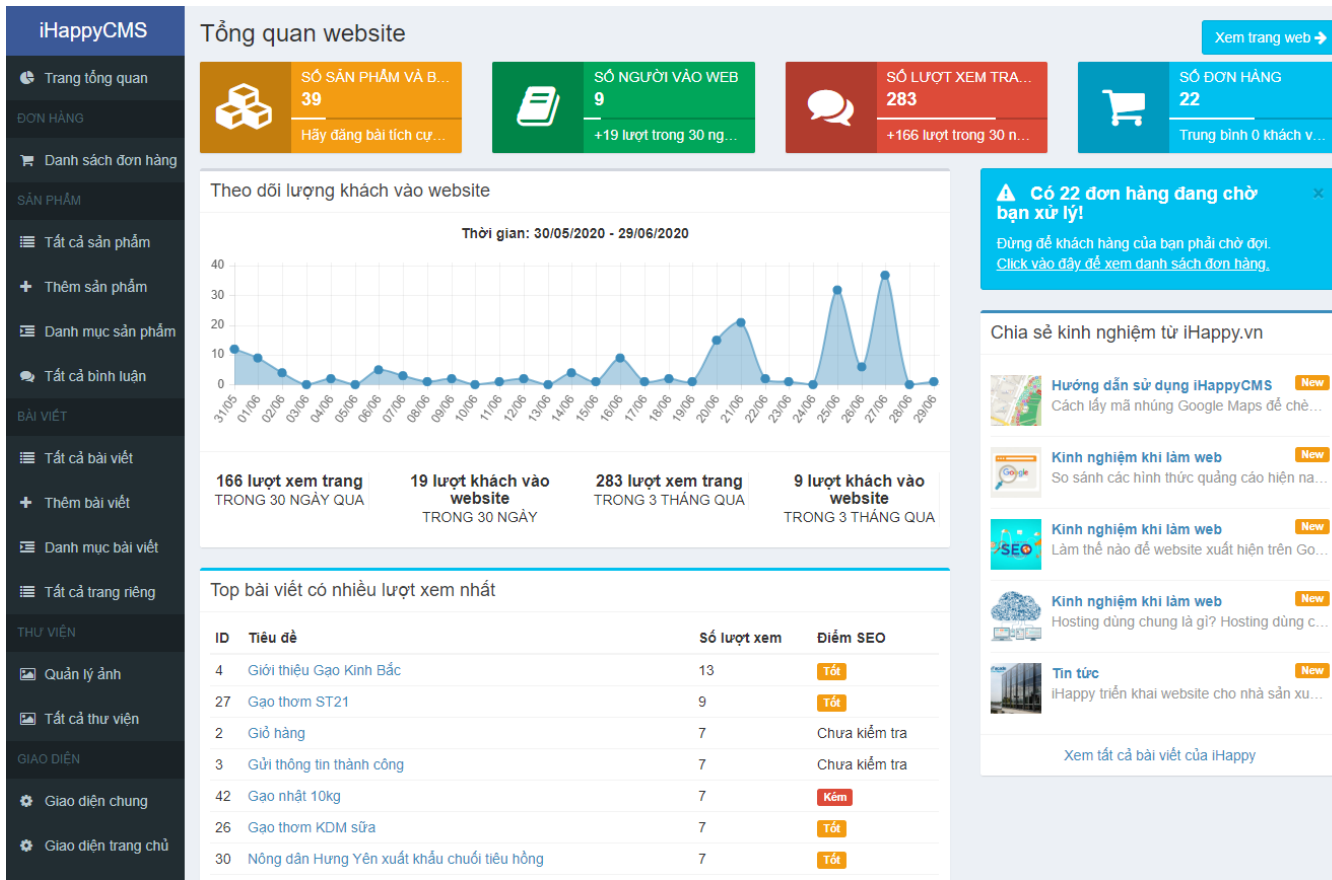 iHappyCMS
Trang tổng quan
ĐƠN HÀNG
Danh sách đơn hàng
SẢN PHẨM
Tất cả sản phẩm
Thêm sản phẩm
Danh mục sản phẩm
Tất cả bình luận
BÀI VIẾT
Tất cả bài viết
Thêm bài viết
Danh mục bài viết
Tất cả trang riêng
THƯ VIỆN
Quản lý ảnh
Tất cả thư viện
GIAO DIỆN
Giao diện chung
Giao diện trang chủ
Tổng quan website
Xem trang web
SỐ SẢN PHẨM VÀ B...
39
Hãy đăng bài tích cự...
SỐ NGƯỜI VÀO WEB
9
+19 lượt trong 30 ng...
SỐ LƯỢT XEM TRA...
283
+166 lượt trong 30 n...
SỐ ĐƠN HÀNG
22
Trung bình 0 khách v...
Theo dõi lượng khách vào website
Thời gian: 30/05/2020 - 29/06/2020
40
30
20
10
0
31/05 01/06 02/06 03/06 04/06 05/06 06/06 07/06 08/06 09/06 10/06 11/06 12/06 13/06 14/06 15/06 16/06 17/06 18/06 19/06 20/06 21/06 22/06 23/06 24/06 25/06 26/06 27/06 28/06 29/06
166 lượt xem trang
TRONG 30 NGÀY QUA
19 lượt khách vào
website
TRONG 30 NGÀY
283 lượt xem trang
TRONG 3 THÁNG QUA
9 lượt khách vào
website
TRONG 3 THÁNG QUA
Top bài viết có nhiều lượt xem nhất
ID Tiêu đề Số lượt xem Điểm SEO
4 Giới thiệu Gạo Kinh Bắc 13 Tốt
27 Gạo thơm ST21 9 Tốt
2 Giỏ hàng 7 Chưa kiểm tra
3 Gửi thông tin thành công 7 Chưa kiểm tra
42 Gạo nhật 10kg 7 Kém
26 Gạo thơm KDM sữa 7 Tốt
30 Nông dân Hưng Yên xuất khẩu chuối tiêu hồng 7 Tốt
Có 22 đơn hàng đang chờ
bạn xử lý!
×
Đừng để khách hàng của bạn phải chờ đợi.
Click vào đây để xem danh sách đơn hàng.
Chia sẻ kinh nghiệm từ iHappy.vn
Hướng dẫn sử dụng iHappyCMS New
Cách lấy mã nhúng Google Maps để chè...
Google
Kinh nghiệm khi làm web New
So sánh các hình thức quảng cáo hiện na...
SEO
Kinh nghiệm khi làm web New
Làm thế nào để website xuất hiện trên Go...
Kinh nghiệm khi làm web New
Hosting dùng chung là gì? Hosting dùng c...
Tin tức New
iHappy triển khai website cho nhà sản xu...
Xem tất cả bài viết của iHappy